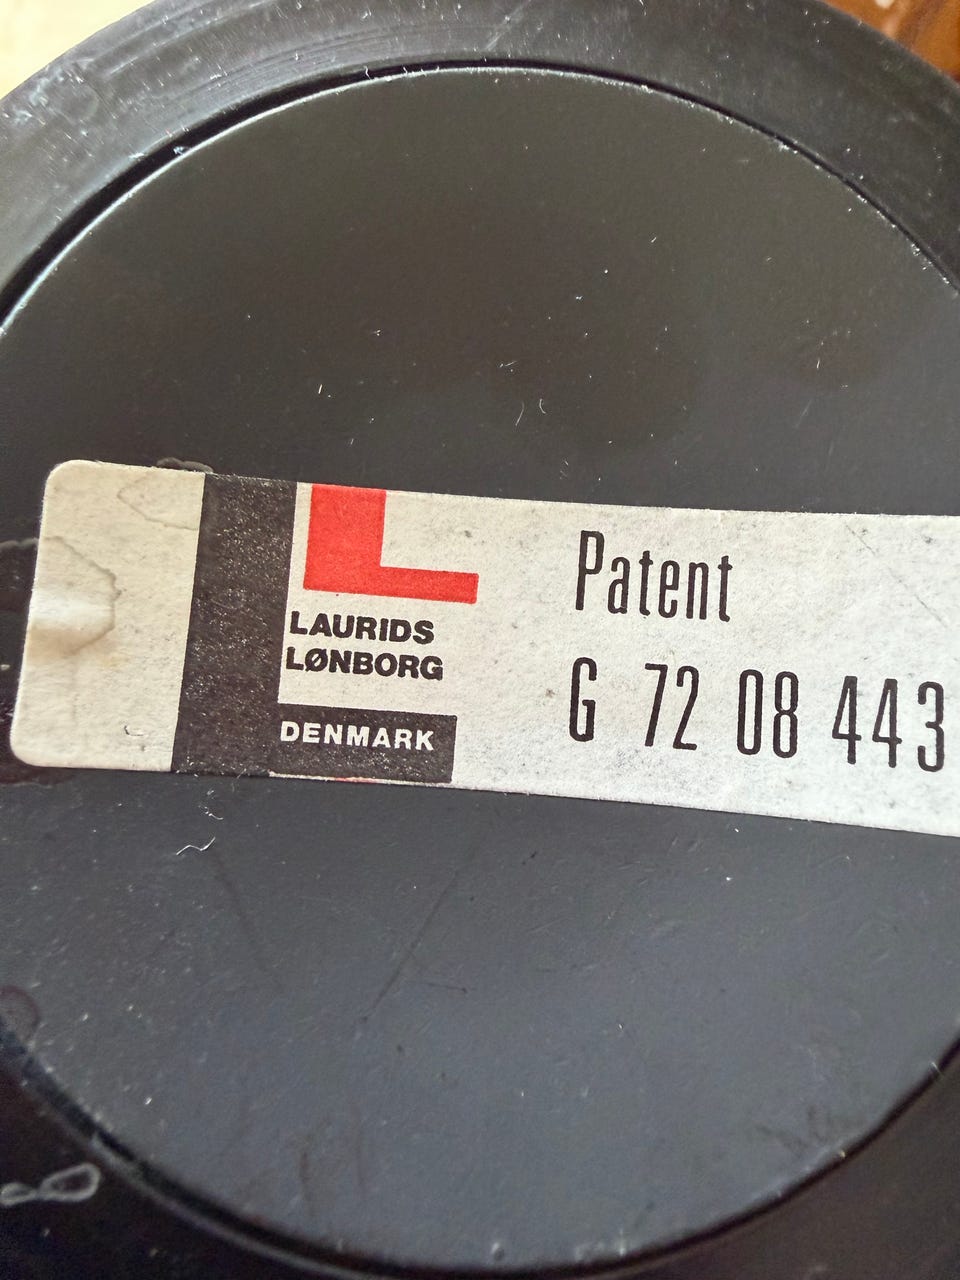 LAURIDS
LØNBORG
DENMARK
Patent
G 72 08 443